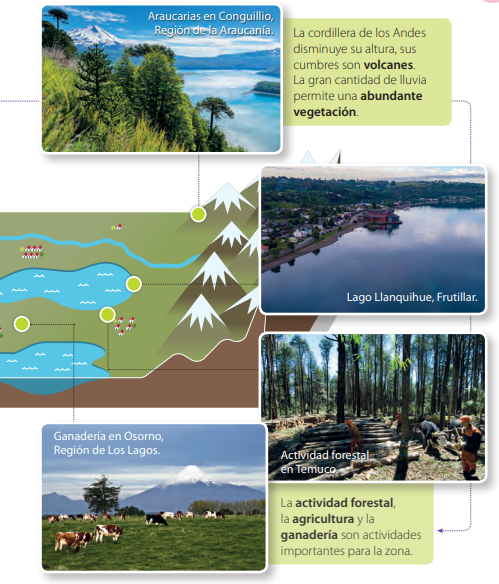 Araucarias en Conguillio,
Región de la Araucanía.
La cordillera de los Andes
disminuye su altura, sus
cumbres son volcanes.
La gran cantidad de lluvia
permite una abundante
vegetación.
Lago Llanquihue, Frutillar.
Actividad forestal
en Temuco.
Ganadería en Osorno,
Región de Los Lagos.
La actividad forestal,
la agricultura y la
ganadería son actividades
importantes para la zona.